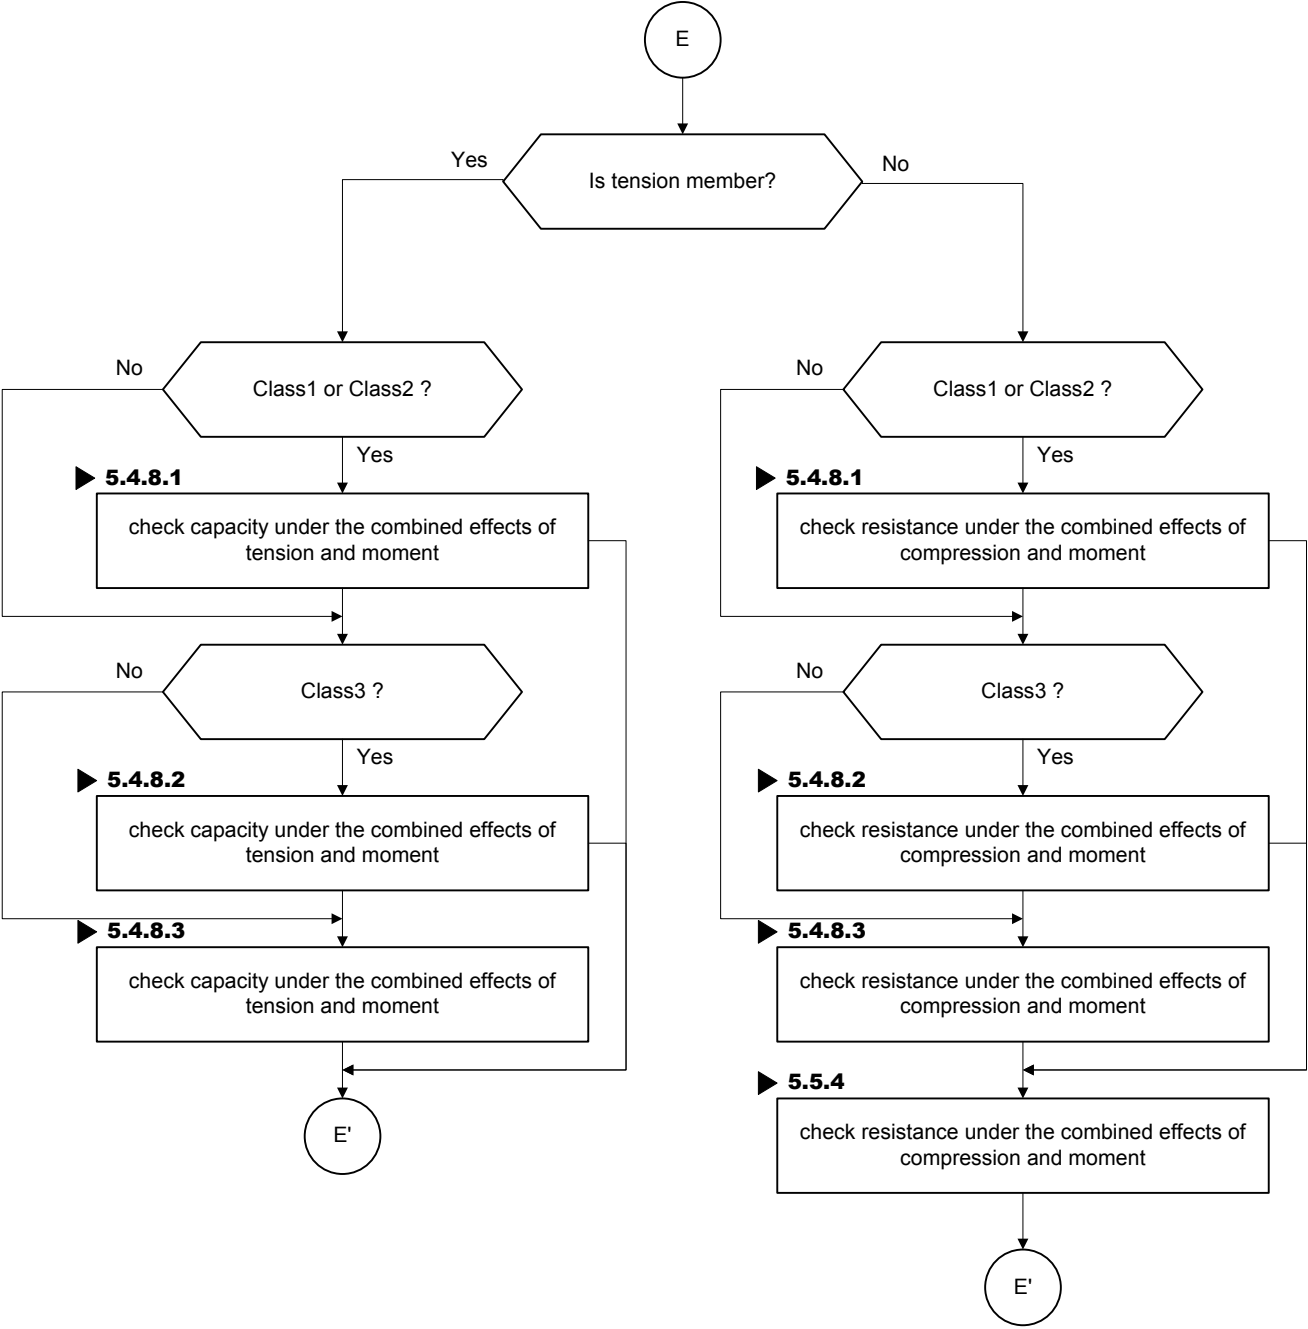 E
Is tension member?
Yes
No
Class1 or Class2 ?
No
Yes
▶ 5.4.8.1
check capacity under the combined effects of
tension and moment
Class3 ?
No
Yes
▶ 5.4.8.2
check capacity under the combined effects of
tension and moment
▶ 5.4.8.3
check capacity under the combined effects of
tension and moment
E'
Class1 or Class2 ?
No
Yes
▶ 5.4.8.1
check resistance under the combined effects of
compression and moment
Class3 ?
No
Yes
▶ 5.4.8.2
check resistance under the combined effects of
compression and moment
▶ 5.4.8.3
check resistance under the combined effects of
compression and moment
▶ 5.5.4
check resistance under the combined effects of
compression and moment
E'